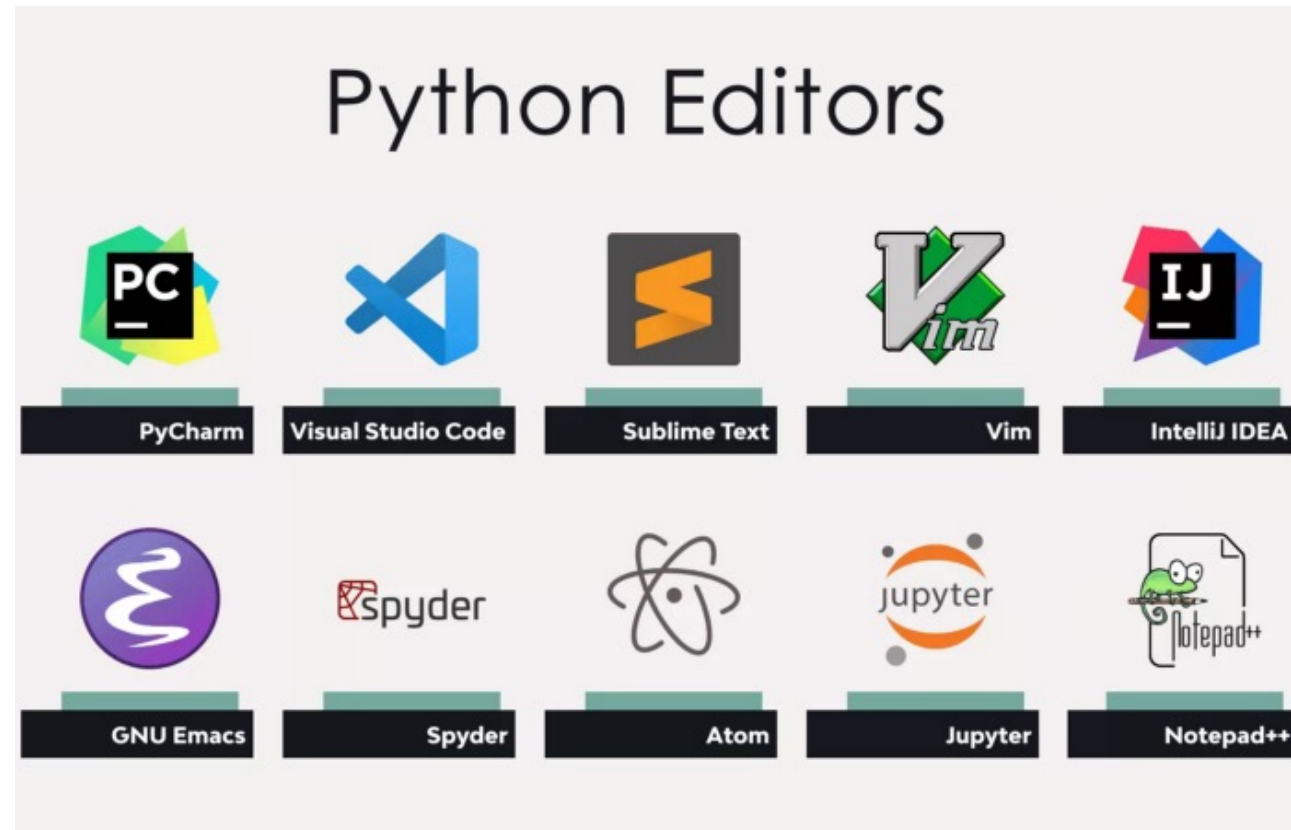 Python Editors
PC
Vim
IJ
PyCharm
Visual Studio Code
Sublime Text
Vim
IntelliJ IDEA
spyder
jupyter
Notepad++
GNU Emacs
Spyder
Atom
Jupyter
Notepad++